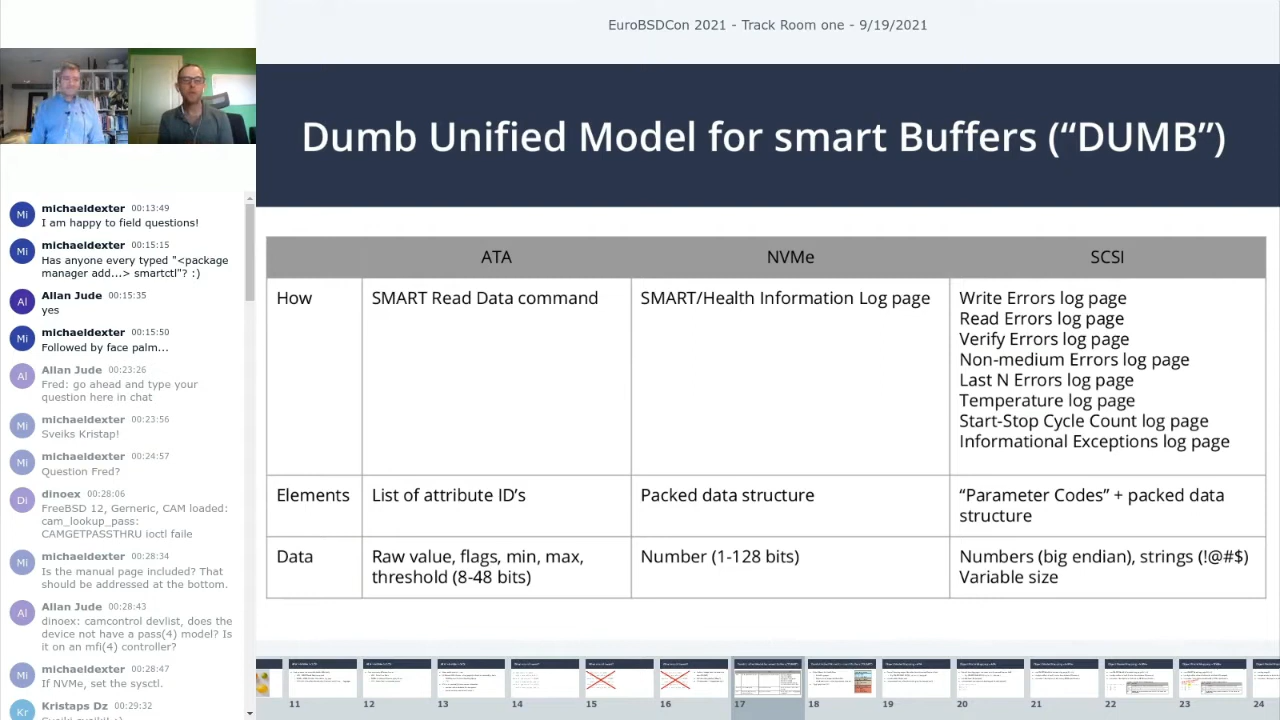 EuroBSDCon 2021 - Track Room one - 9/19/2021
Dumb Unified Model for smart Buffers (“DUMB”)
ATA
NVMe
SCSI
How
SMART Read Data command
SMART/Health Information Log page
Write Errors log page
Read Errors log page
Verify Errors log page
Non-medium Errors log page
Last N Errors log page
Temperature log page
Start-Stop Cycle Count log page
Informational Exceptions log page
Elements
List of attribute ID’s
Packed data structure
“Parameter Codes” + packed data
structure
Data
Raw value, flags, min, max,
threshold (8-48 bits)
Number (1-128 bits)
Numbers (big endian), strings (!@#$)
Variable size
Mi
michaeldexter 00:13:49
I am happy to field questions!
Mi
michaeldexter 00:15:15
Has anyone every typed "<package
manager add...> smartctl"? :)
Al
Allan Jude 00:15:35
yes
Mi
michaeldexter 00:15:50
Followed by face palm...
Al
Allan Jude 00:23:26
Fred: go ahead and type your
question here in chat
Mi
michaeldexter 00:23:56
Sveiks Kristap!
Mi
michaeldexter 00:24:57
Question Fred?
Di
dinoex 00:28:06
FreeBSD 12, Gerneric, CAM loaded:
cam_lookup_pass:
CAMGETPASSTHRU ioctl faile
Mi
michaeldexter 00:28:34
Is the manual page included? That
should be addressed at the bottom.
Al
Allan Jude 00:28:43
dinoex: camcontrol devlist, does the
device not have a pass(4) model? Is
it on an mfi(4) controller?
Mi
michaeldexter 00:28:47
If NVMe, set the sysctl.
Kr
Kristaps Dz 00:29:32
11
12
13
14
15
16
17
18
19
20
21
22
23
24